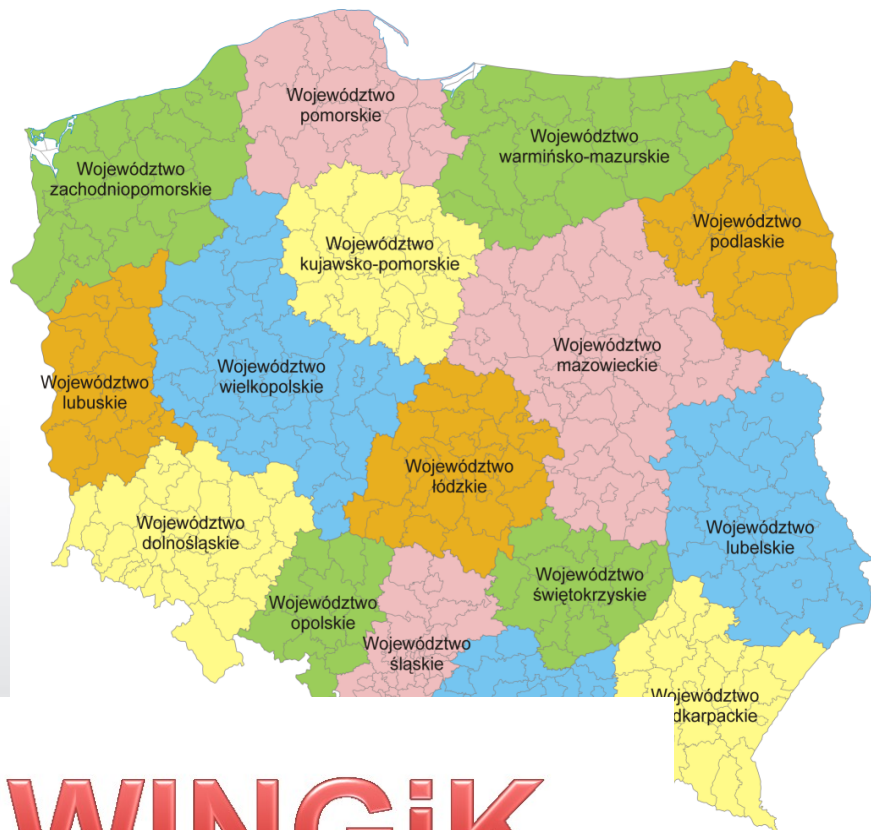 Województwo
pomorskie
Województwo
warmińsko-mazurskie
Województwo
zachodniopomorskie
Województwo
podlaskie
Województwo
kujawsko-pomorskie
Województwo
mazowieckie
Województwo
wielkopolskie
Województwo
lubuskie
Województwo
łódzkie
Województwo
dolnośląskie
Województwo
lubelskie
Województwo
świętokrzyskie
Województwo
opolskie
Województwo
śląskie
Województwo
dkarpackie
WINGiK